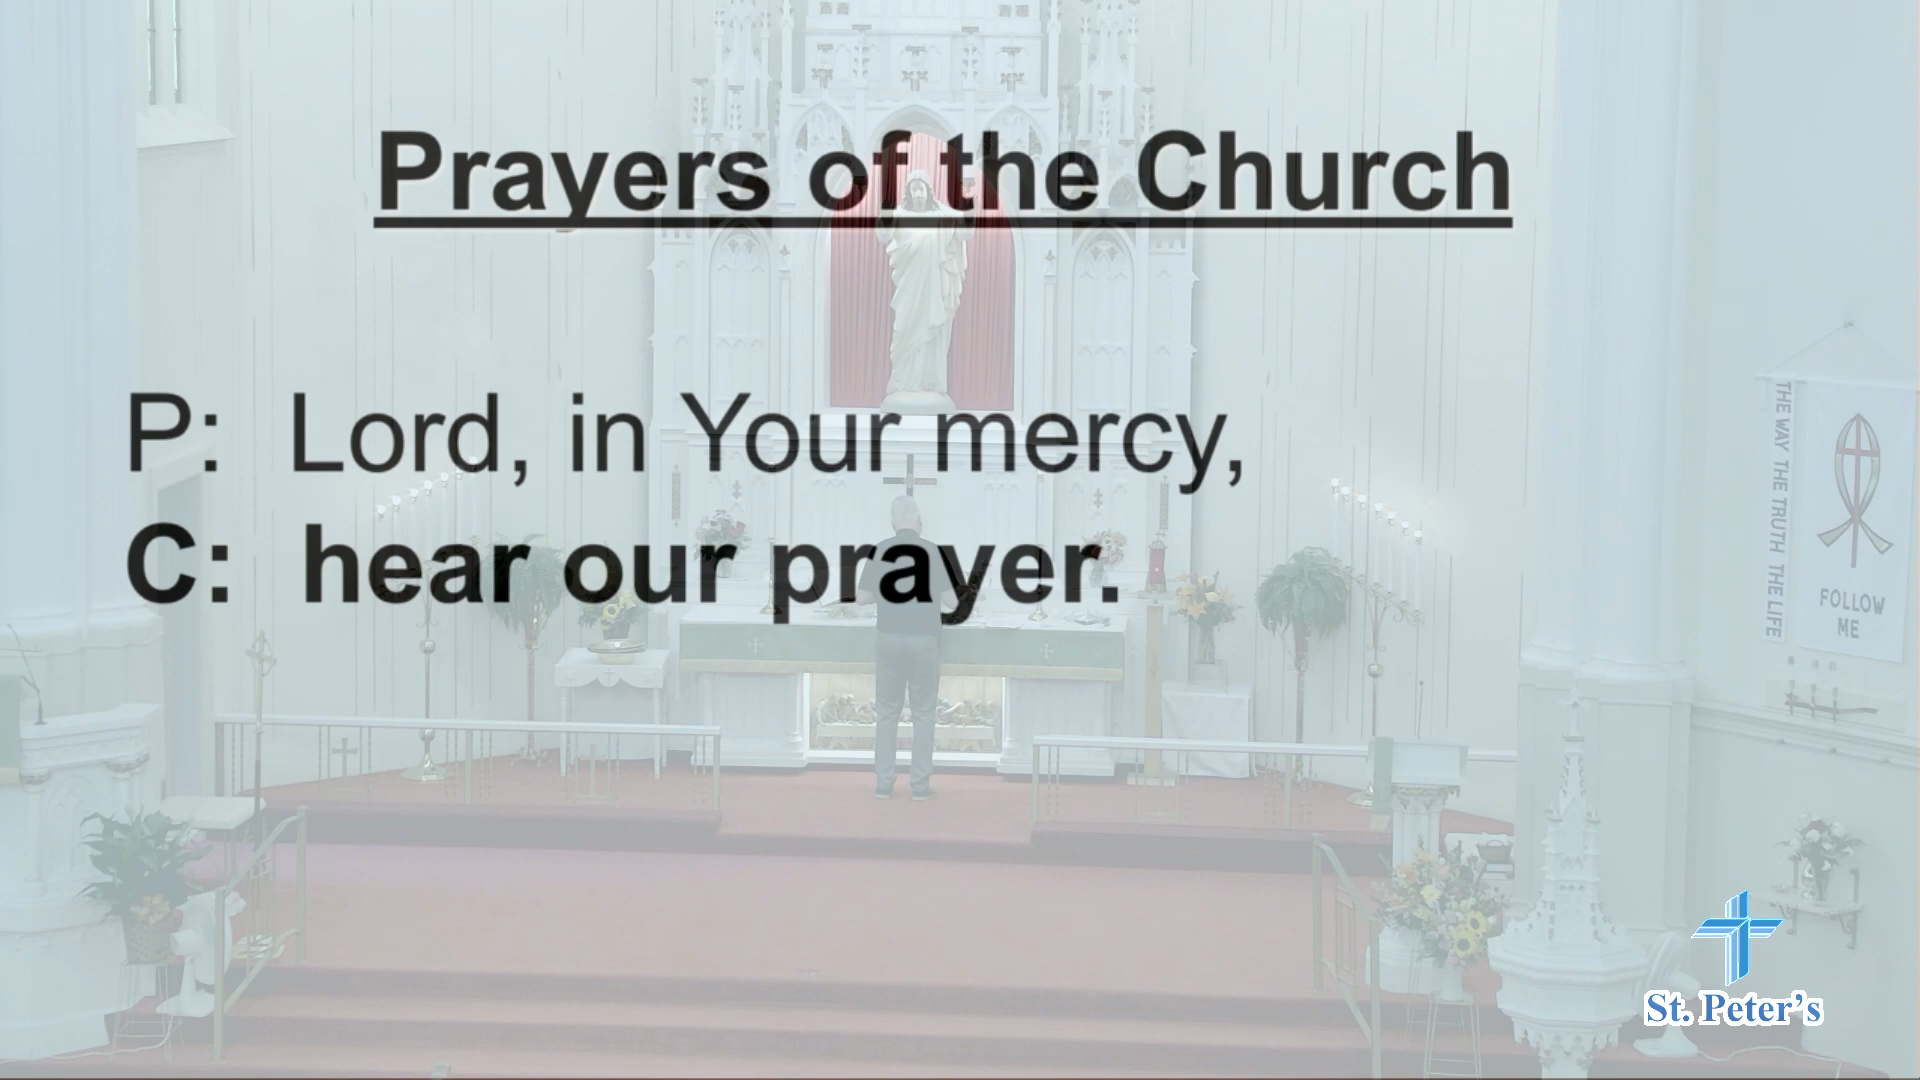 Prayers of the Church
P: Lord, in Your mercy,
C: hear our prayer.
THE WAY THE TRUTH THE LIFE
FOLLOW
ME
St. Peter's